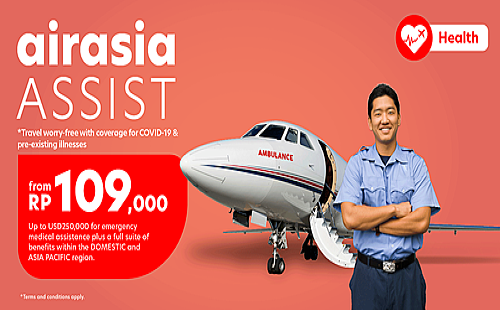 airasia
ASSIST
*Travel worry-free with coverage for COVID-19 &
pre-existing illnesses
Health
AMBULANCE
from
RP 109,000
Up to USD250,000 for emergency
medical assistance plus a full suite of
benefits within the DOMESTIC and
ASIA PACIFIC region.
*Terms and conditions apply.